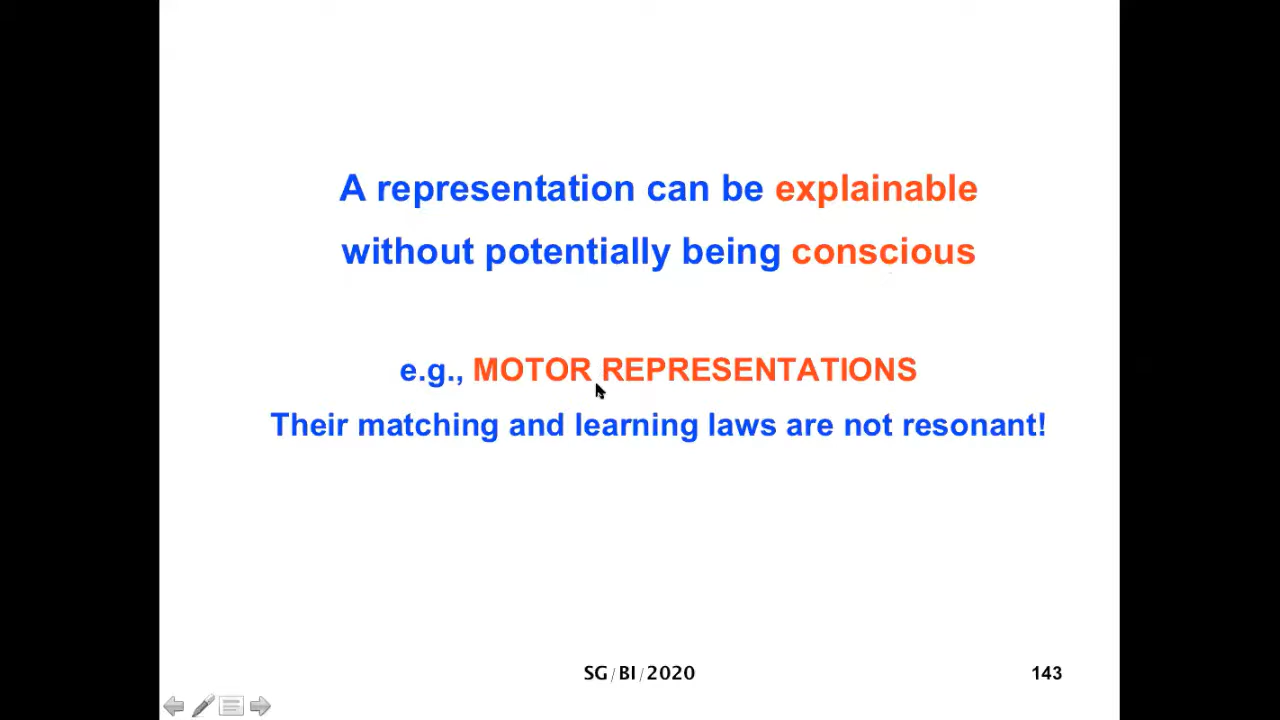 A representation can be explainable
without potentially being conscious
e.g., MOTOR REPRESENTATIONS
Their matching and learning laws are not resonant!
SG/BI/2020
143